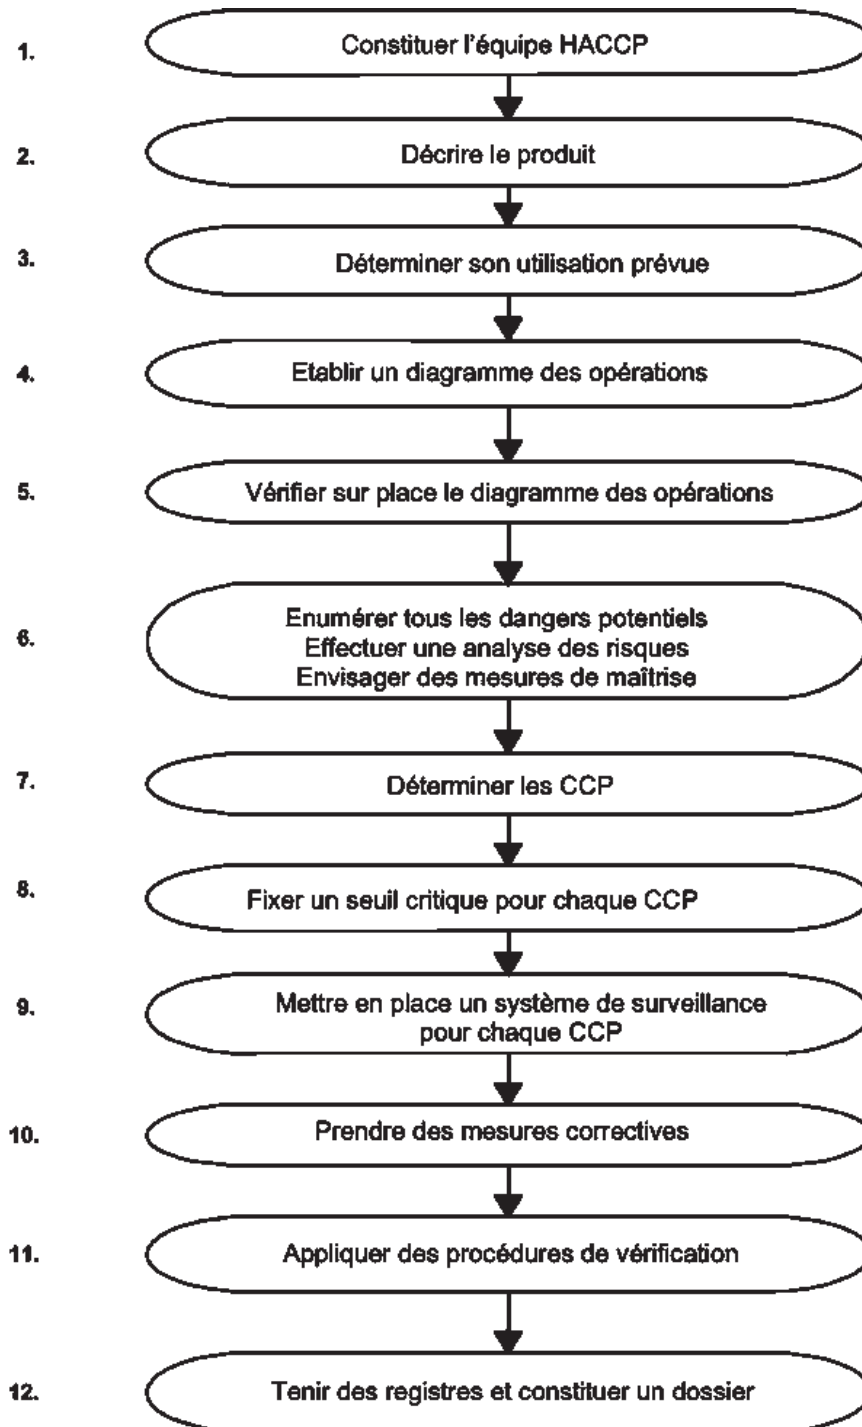 1. Constituer l'équipe HACCP
2. Décrire le produit
3. Déterminer son utilisation prévue
4. Etablir un diagramme des opérations
5. Vérifier sur place le diagramme des opérations
6. Enumérer tous les dangers potentiels
Effectuer une analyse des risques
Envisager des mesures de maîtrise
7. Déterminer les CCP
8. Fixer un seuil critique pour chaque CCP
9. Mettre en place un système de surveillance
pour chaque CCP
10. Prendre des mesures correctives
11. Appliquer des procédures de vérification
12. Tenir des registres et constituer un dossier